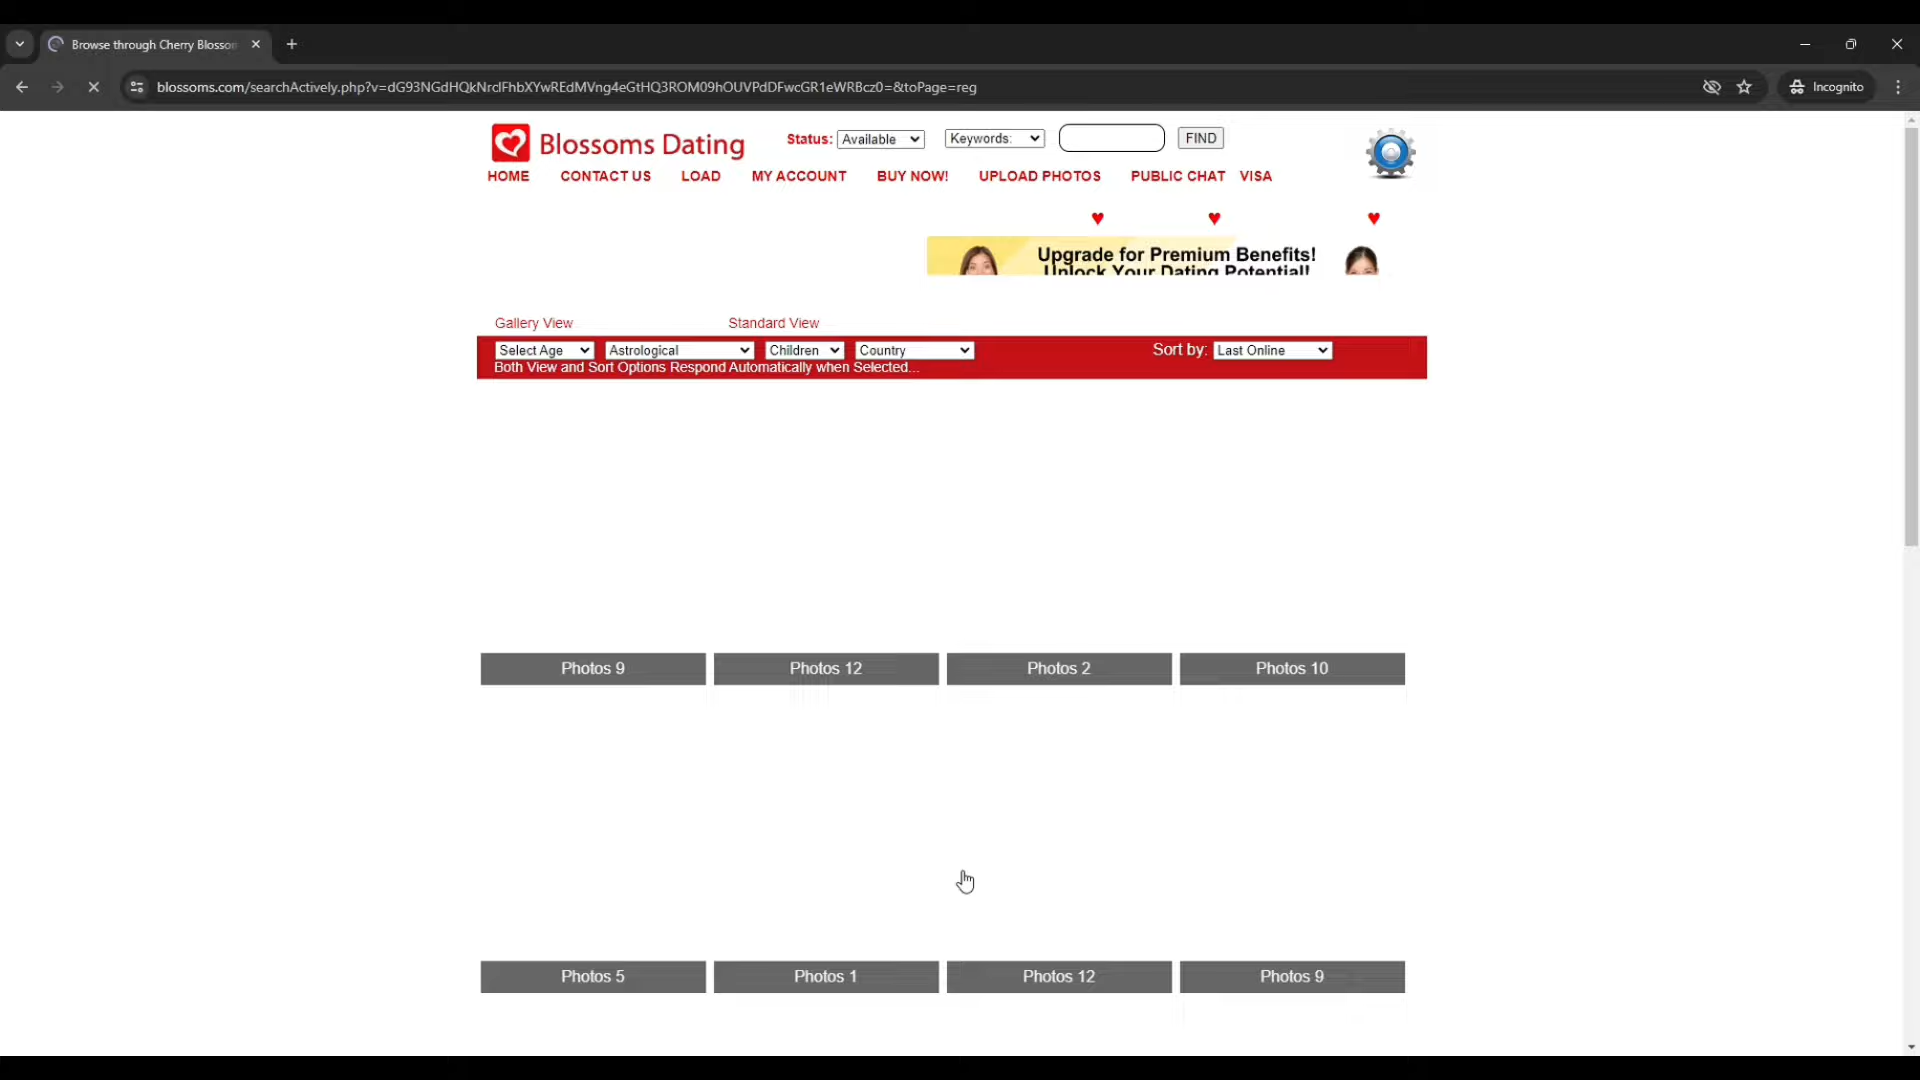 Browse through Cherry Blosson
blossoms.com/searchActively.php?v=dG93NGdHQkNrclFhbXYwREdMVng4eGtHQ3ROM09hOUVPdDFwcGR1eWRBcz0=&toPage=reg
Incognito
Blossoms Dating
Status: Available Keywords: FIND
HOME CONTACT US LOAD MY ACCOUNT BUY NOW! UPLOAD PHOTOS PUBLIC CHAT VISA
Upgrade for Premium Benefits!
Unlock Your Dating Potential!
Gallery View Standard View
Select Age Astrological Children Country Sort by: Last Online
Both View and Sort Options Respond Automatically when Selected...
Photos 9 Photos 12 Photos 2 Photos 10
Photos 5 Photos 1 Photos 12 Photos 9